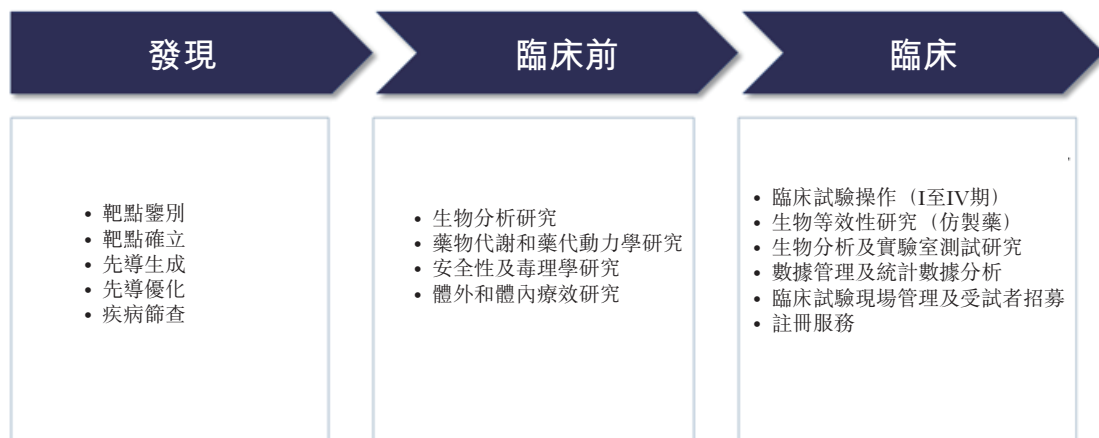 發現
臨床前
臨床
• 靶點鑒別
• 靶點確立
• 先導生成
• 先導優化
• 疾病篩查
• 生物分析研究
• 藥物代謝和藥代動力學研究
• 安全性及毒理學研究
• 體外和體內療效研究
• 臨床試驗操作（I至IV期）
• 生物等效性研究（仿製藥）
• 生物分析及實驗室測試研究
• 數據管理及統計數據分析
• 臨床試驗現場管理及受試者招募
• 註冊服務